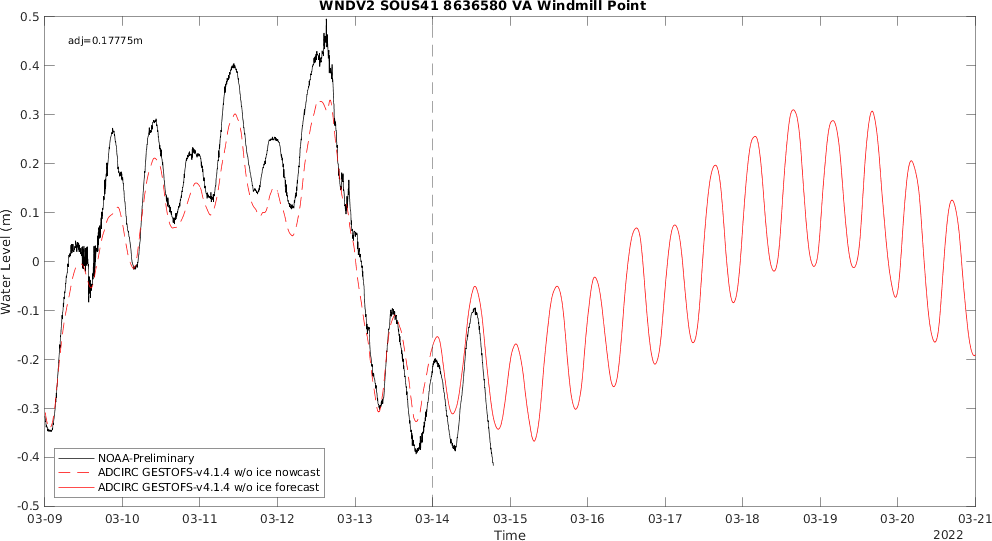 WNDV2 SOUS41 8636580 VA Windmill Point
adj=0.17775m
Water Level (m)
0.5
0.4
0.3
0.2
0.1
0
-0.1
-0.2
-0.3
-0.4
-0.5
NOAA-Preliminary
ADCIRC GESTOFS-v4.1.4 w/o ice nowcast
ADCIRC GESTOFS-v4.1.4 w/o ice forecast
03-09 03-10 03-11 03-12 03-13 03-14 03-15 03-16 03-17 03-18 03-19 03-20 03-21
Time
2022